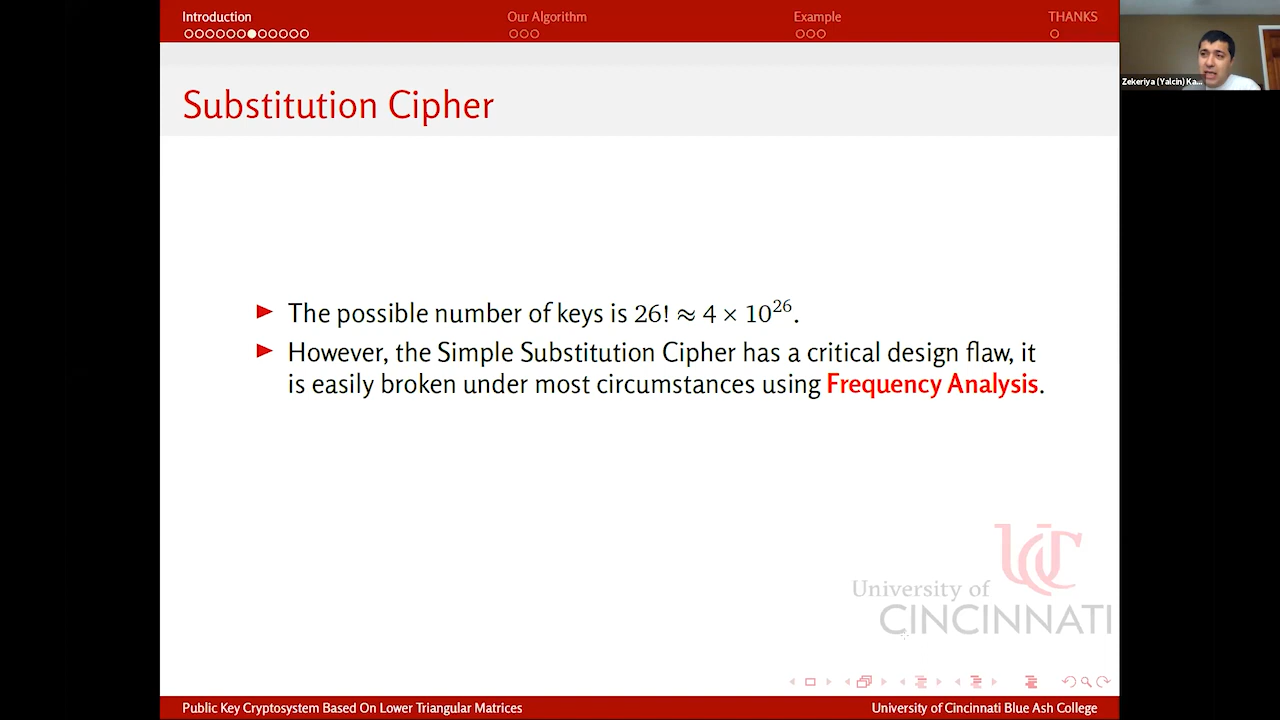 Introduction
Our Algorithm
Example
THANKS
Zekeriya (Yalcin) Ka...
Substitution Cipher
The possible number of keys is 26! ≈ 4 × 10^26.
However, the Simple Substitution Cipher has a critical design flaw, it
is easily broken under most circumstances using Frequency Analysis.
UC
University of
CINCINNATI
Public Key Cryptosystem Based On Lower Triangular Matrices
University of Cincinnati Blue Ash College